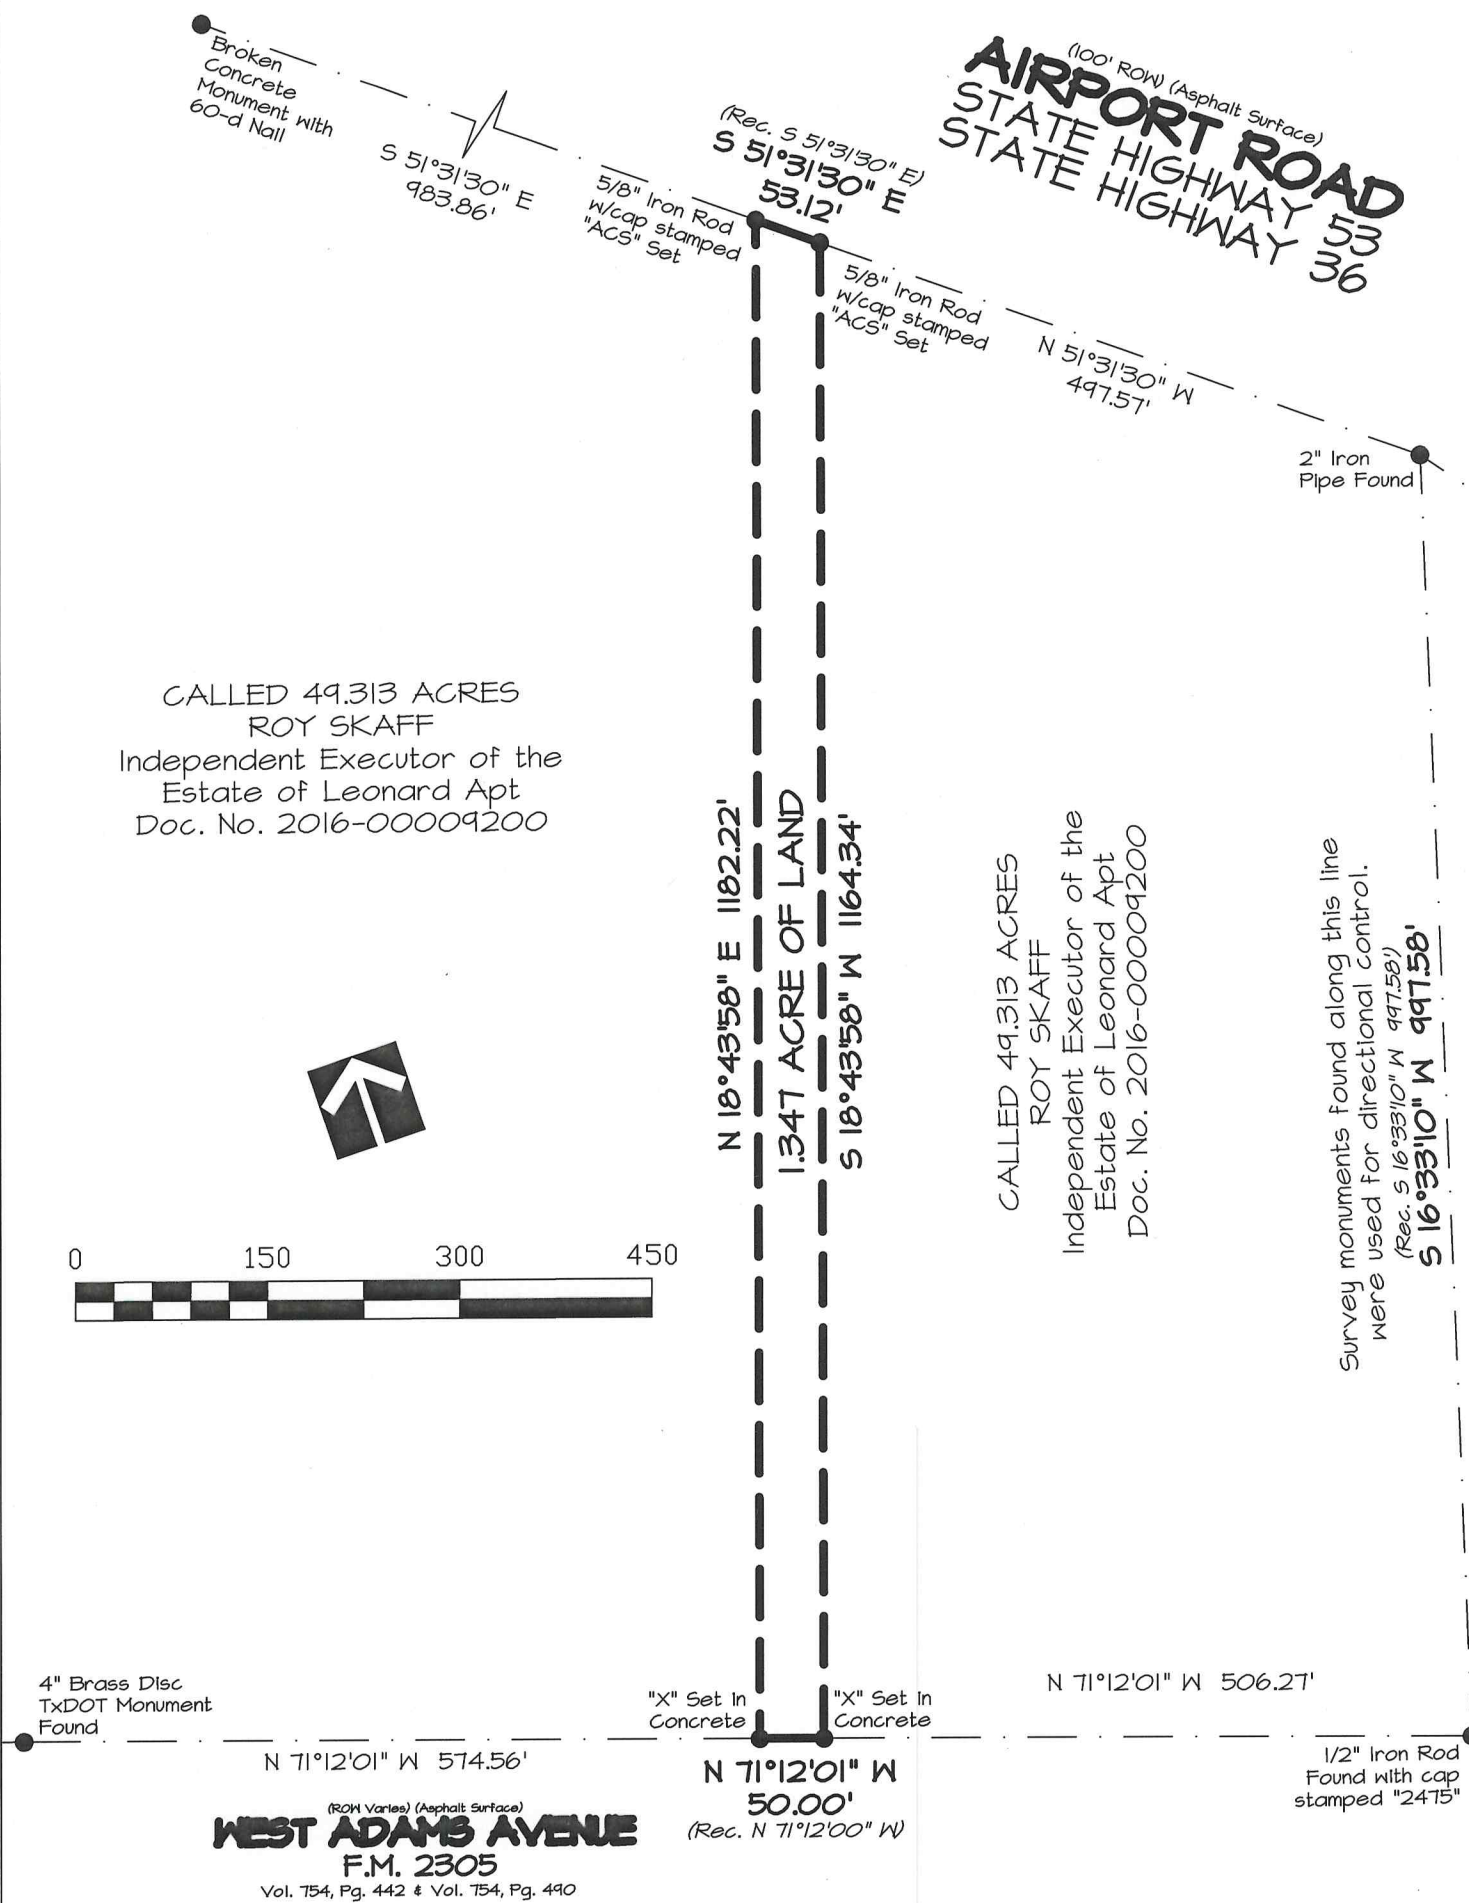 Broken
Concrete
Monument with
60-d Nail
S 51°31'30" E
983.86'
5/8" Iron Rod
w/cap stamped
"ACS" Set
(Rec. S 51°31'30" E)
S 51°31'30" E
53.12'
(100' ROW) (Asphalt Surface)
AIRPORT ROAD
STATE HIGHWAY 53
STATE HIGHWAY 36
5/8" Iron Rod
w/cap stamped
"ACS" Set
N 51°31'30" W
497.57'
2" Iron
Pipe Found
CALLED 49.313 ACRES
ROY SKAFF
Independent Executor of the
Estate of Leonard Apt
Doc. No. 2016-00009200
N 18°43'58" E 1182.22'
1.347 ACRE OF LAND
S 18°43'58" W 1164.34'
CALLED 49.313 ACRES
ROY SKAFF
Independent Executor of the
Estate of Leonard Apt
Doc. No. 2016-00009200
Survey monuments found along this line
were used for directional control.
(Rec. S 16°33'10" W 997.58')
S 16°33'10" W 997.58'
0 150 300 450
4" Brass Disc
TxDOT Monument
Found
N 71°12'01" W 574.56'
"X" Set in
Concrete
"X" Set in
Concrete
N 71°12'01" W 506.27'
N 71°12'01" W
50.00'
(Rec. N 71°12'00" W)
1/2" Iron Rod
Found with cap
stamped "2475"
(ROW Varies) (Asphalt Surface)
WEST ADAMS AVENUE
F.M. 2305
Vol. 754, Pg. 442 & Vol. 754, Pg. 490